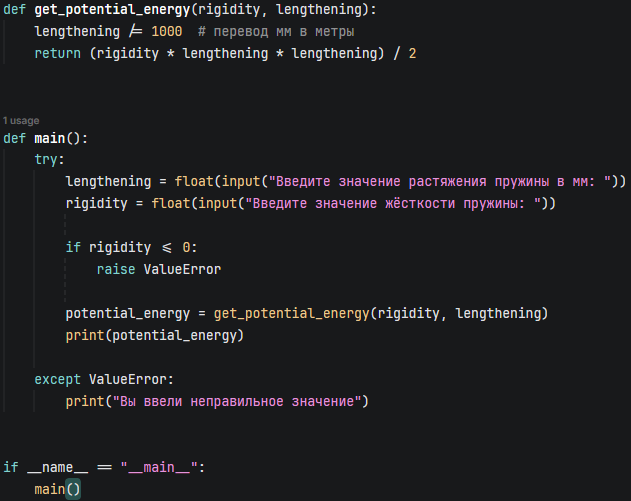 def get_potential_energy(rigidity, lengthening):
    lengthening /= 1000  # перевод мм в метры
    return (rigidity * lengthening * lengthening) / 2
1 usage
def main():
    try:
        lengthening = float(input("Введите значение растяжения пружины в мм: "))
        rigidity = float(input("Введите значение жёсткости пружины: "))
        if rigidity <= 0:
            raise ValueError
        potential_energy = get_potential_energy(rigidity, lengthening)
        print(potential_energy)
    except ValueError:
        print("Вы ввели неправильное значение")
if __name__ == "__main__":
    main()